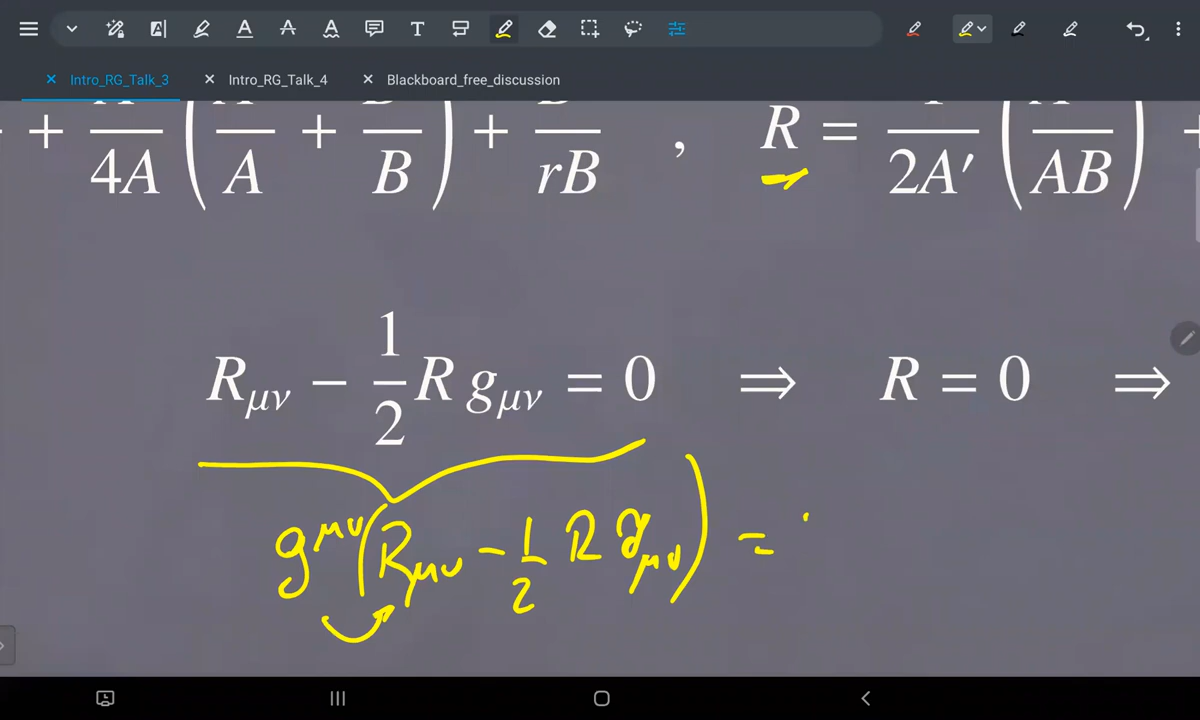 Intro_RG_Talk_3 Intro_RG_Talk_4 Blackboard_free_discussion
+ 4A ( A + B ) + rB , R = 2A′ ( AB ) +
R_μν − 1/2 R g_μν = 0 ⇒ R = 0 ⇒
g^μν (R_μν − 1/2 R g_μν) =